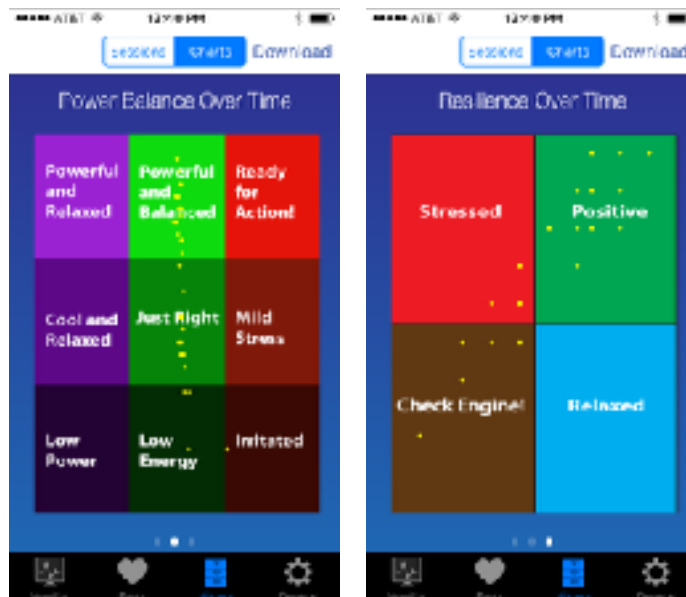 AT&T
Sessions Charts Download
Power Balance Over Time
Powerful and Relaxed
Powerful and Balanced
Ready for Action!
Cool and Relaxed
Just Right
Mild Stress
Low Power
Low Energy
Irritated
AT&T
Sessions Charts Download
Resilience Over Time
Stressed
Positive
Check Engine!
Relaxed